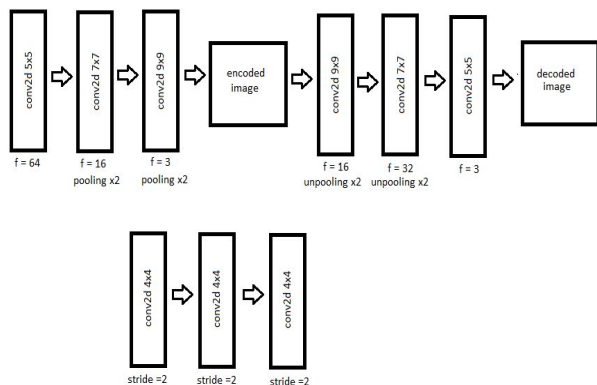 conv2d 5x5
conv2d 7x7
conv2d 9x9
encoded
image
conv2d 9x9
conv2d 7x7
conv2d 5x5
decoded
image
f = 64
f = 16
pooling x2
f = 3
pooling x2
f = 16
unpooling x2
f = 32
unpooling x2
f = 3
conv2d 4x4
conv2d 4x4
conv2d 4x4
stride =2
stride =2
stride =2